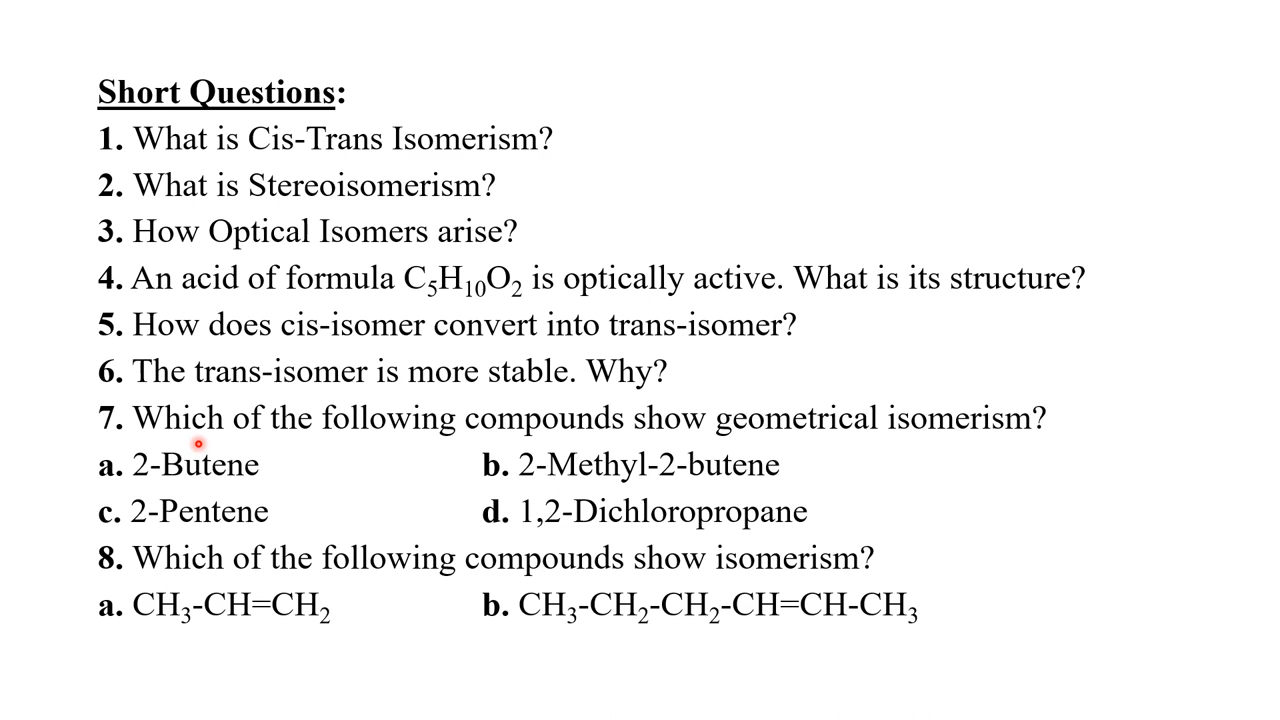 Short Questions:
1. What is Cis-Trans Isomerism?
2. What is Stereoisomerism?
3. How Optical Isomers arise?
4. An acid of formula C₅H₁₀O₂ is optically active. What is its structure?
5. How does cis-isomer convert into trans-isomer?
6. The trans-isomer is more stable. Why?
7. Which of the following compounds show geometrical isomerism?
a. 2-Butene b. 2-Methyl-2-butene
c. 2-Pentene d. 1,2-Dichloropropane
8. Which of the following compounds show isomerism?
a. CH₃-CH=CH₂ b. CH₃-CH₂-CH₂-CH=CH-CH₃